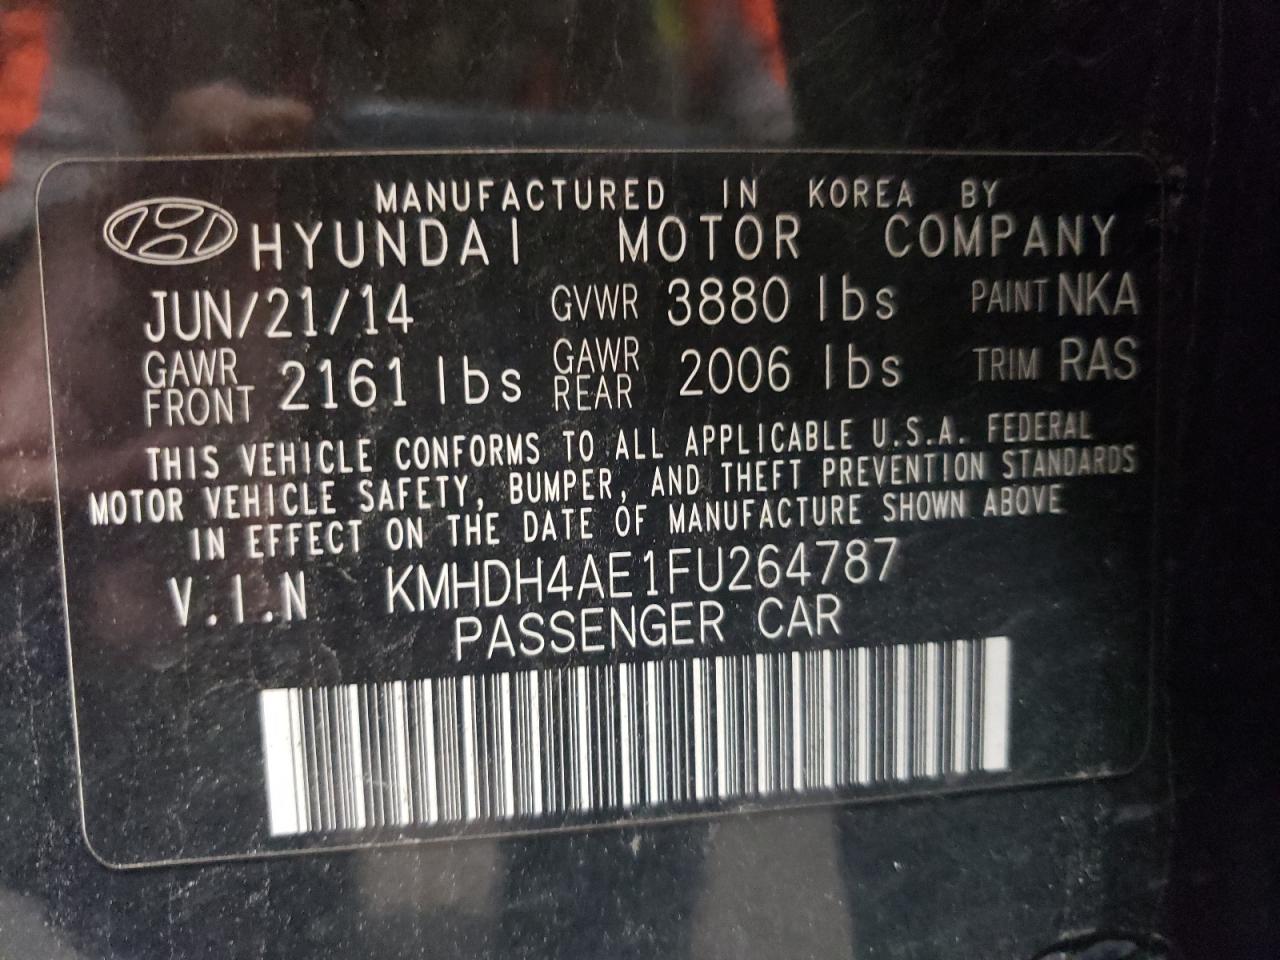 MANUFACTURED IN KOREA BY
HYUNDAI MOTOR COMPANY
JUN/21/14 GVWR 3880 lbs PAINT NKA
GAWR FRONT 2161 lbs GAWR REAR 2006 lbs TRIM RAS
THIS VEHICLE CONFORMS TO ALL APPLICABLE U.S.A. FEDERAL
MOTOR VEHICLE SAFETY, BUMPER, AND THEFT PREVENTION STANDARDS
IN EFFECT ON THE DATE OF MANUFACTURE SHOWN ABOVE
V.I.N KMHDH4AE1FU264787
PASSENGER CAR